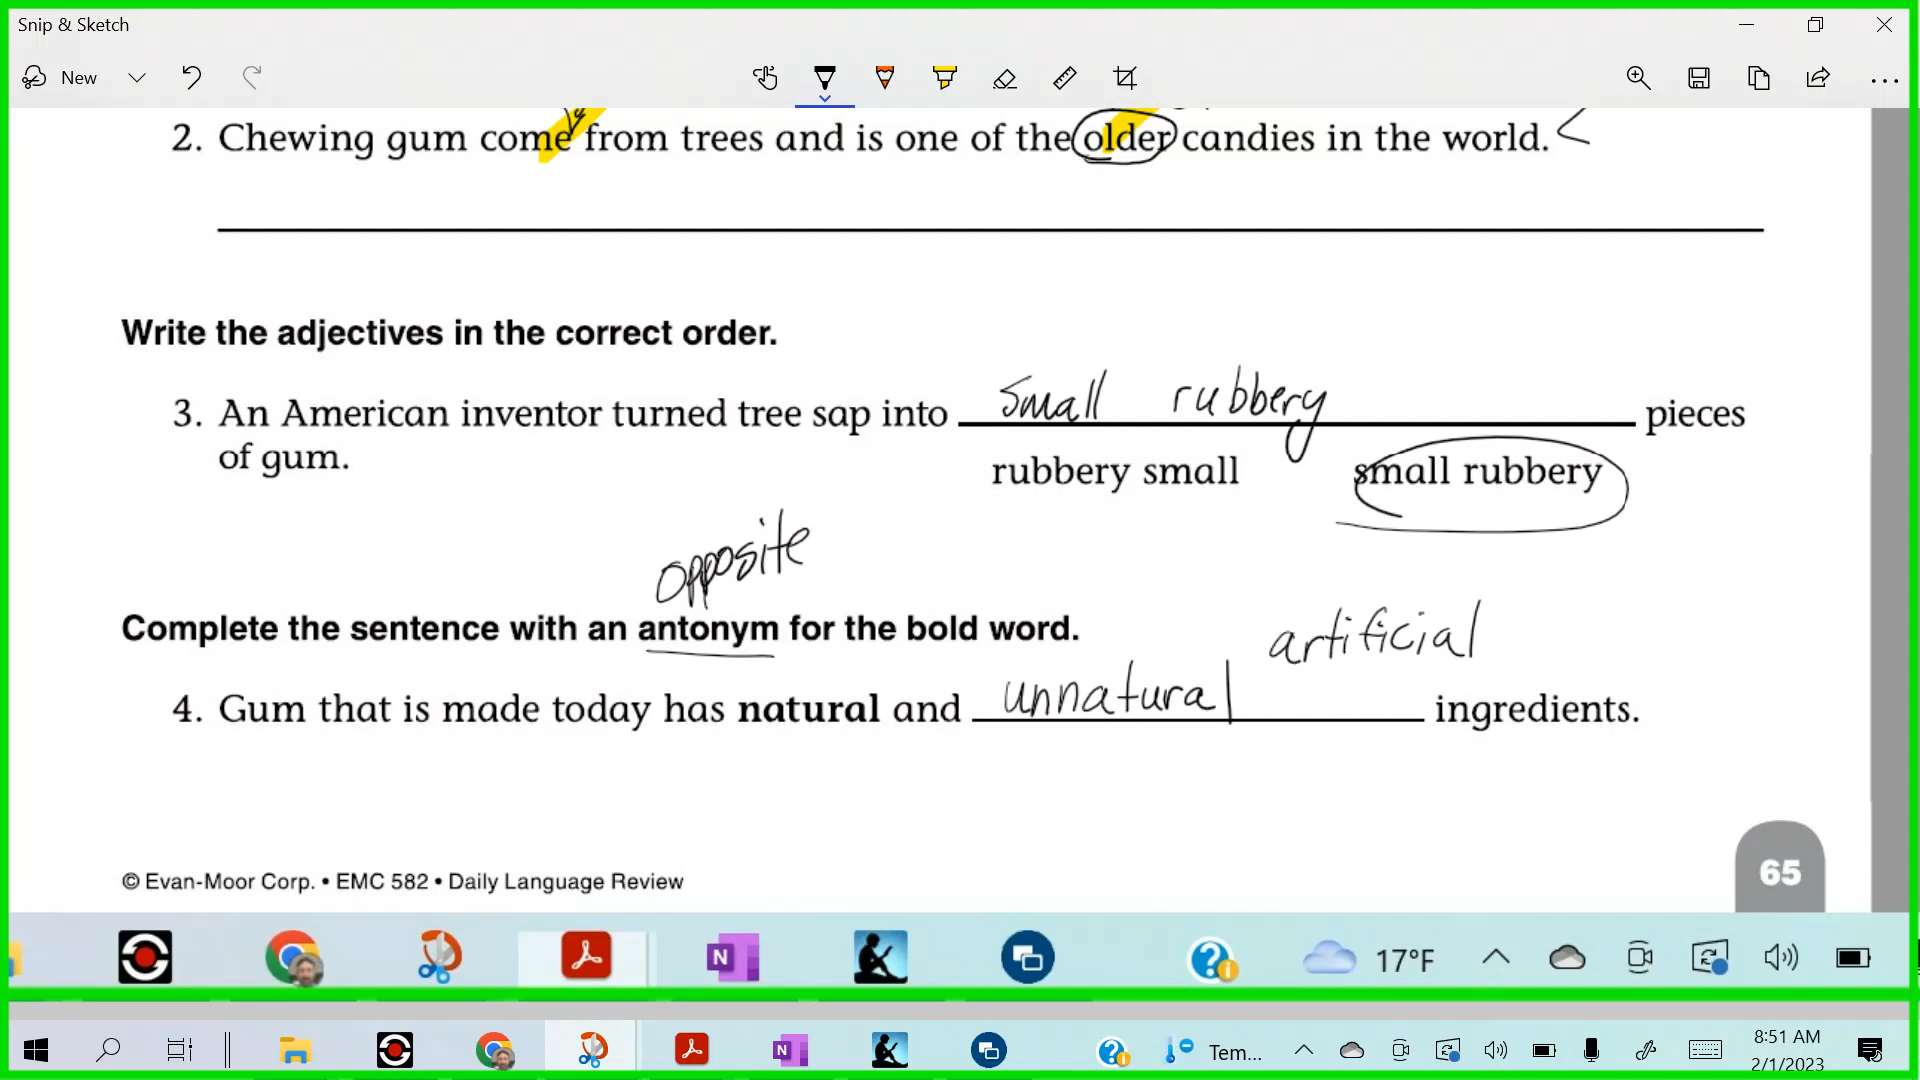 Snip & Sketch
New
2. Chewing gum come from trees and is one of the older candies in the world.
Write the adjectives in the correct order.
small rubbery
3. An American inventor turned tree sap into pieces
of gum.
rubbery small small rubbery
opposite
Complete the sentence with an antonym for the bold word.
artificial
unnatural
4. Gum that is made today has natural and ingredients.
65
© Evan-Moor Corp. • EMC 582 • Daily Language Review
N
17°F
N
Tem...
8:51 AM
2/1/2023